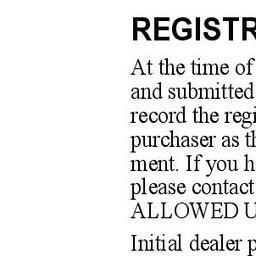 REGISTR
At the time of
and submitted
record the regi
purchaser as th
ment. If you h
please contact
ALLOWED U
Initial dealer p